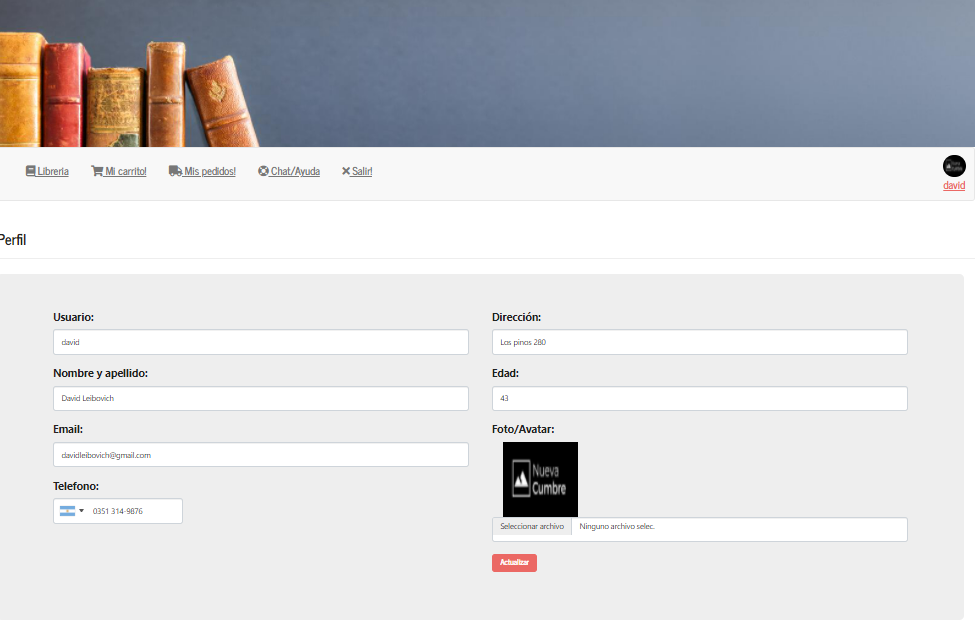 Librería
Mi carrito!
Mis pedidos!
Chat/Ayuda
Salir!
david
Perfil
Usuario:
david
Nombre y apellido:
David Leibovich
Email:
davidleibovich@gmail.com
Telefono:
0351 314-9876
Dirección:
Los pinos 280
Edad:
43
Foto/Avatar:
Nueva
Cumbre
Seleccionar archivo Ninguno archivo selec.
Actualizar